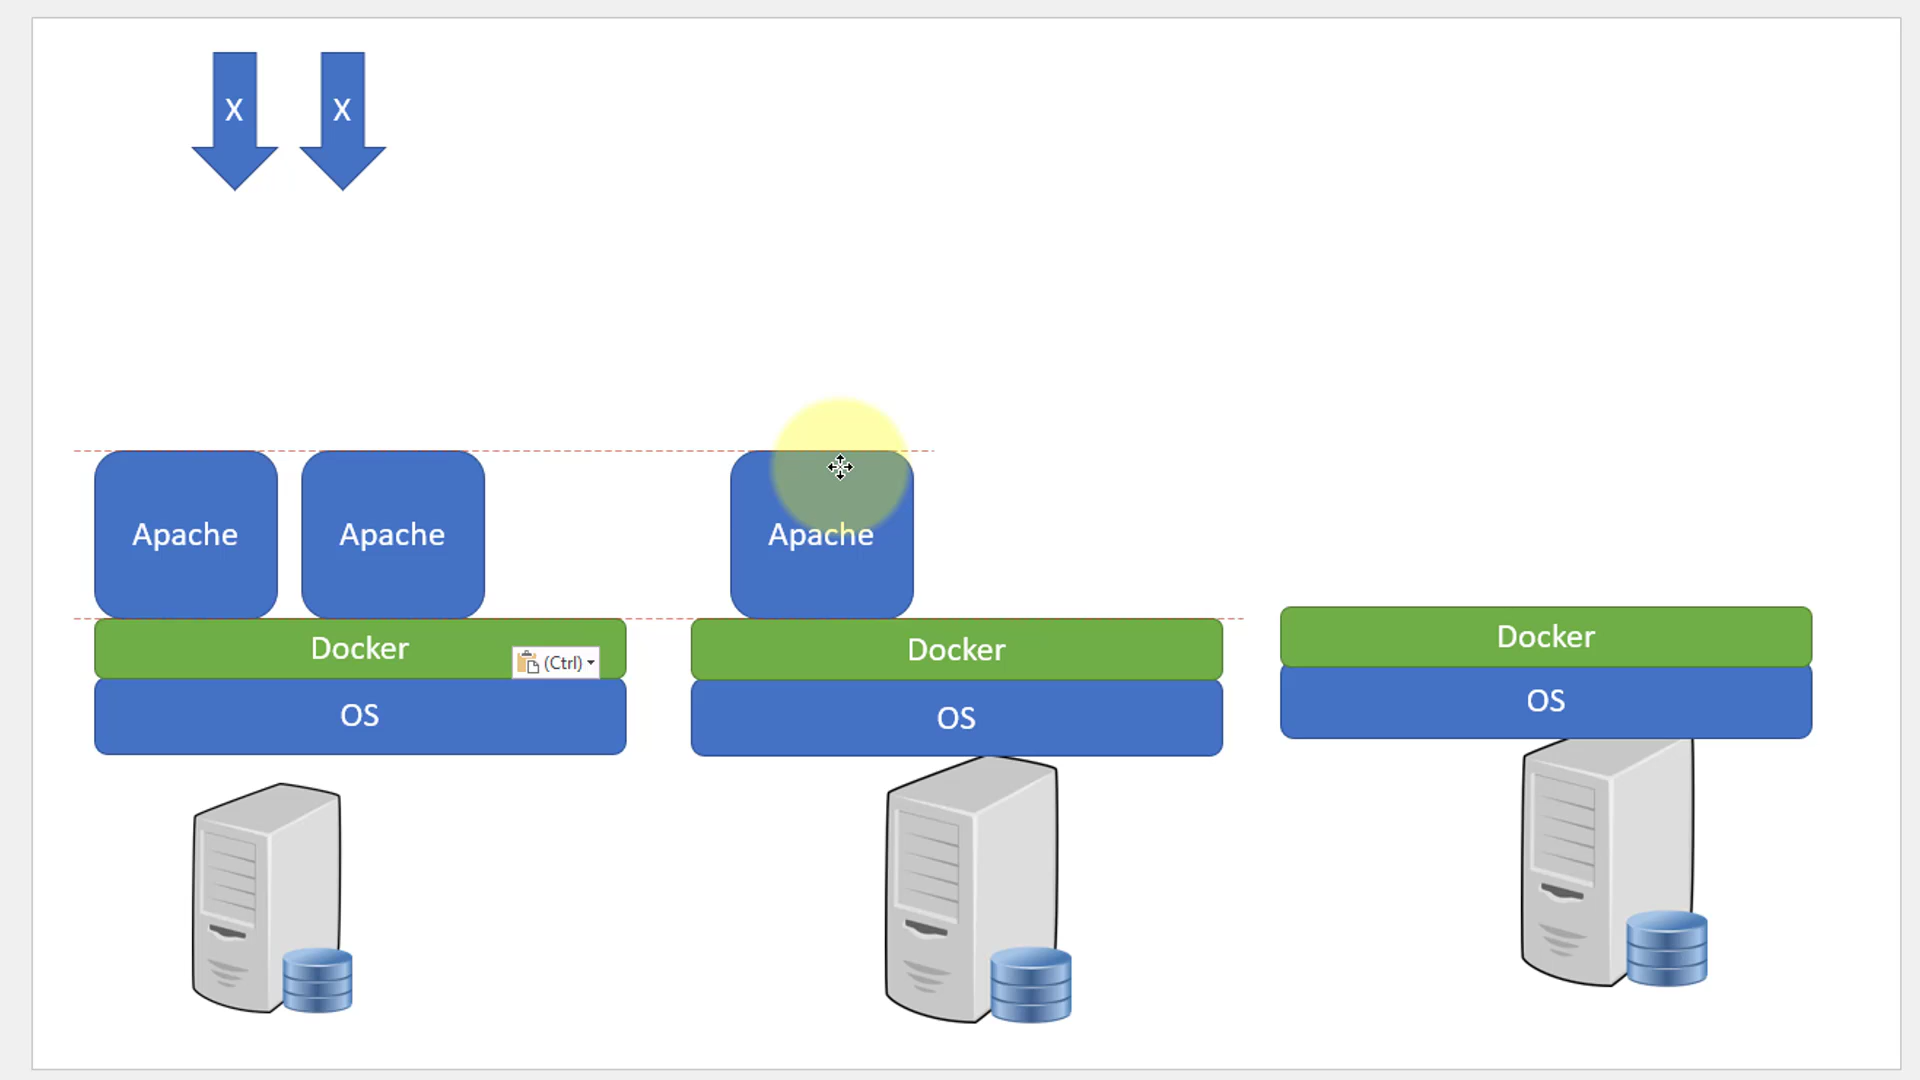 X X
Apache Apache Apache
Docker Docker Docker
(Ctrl)
OS OS OS